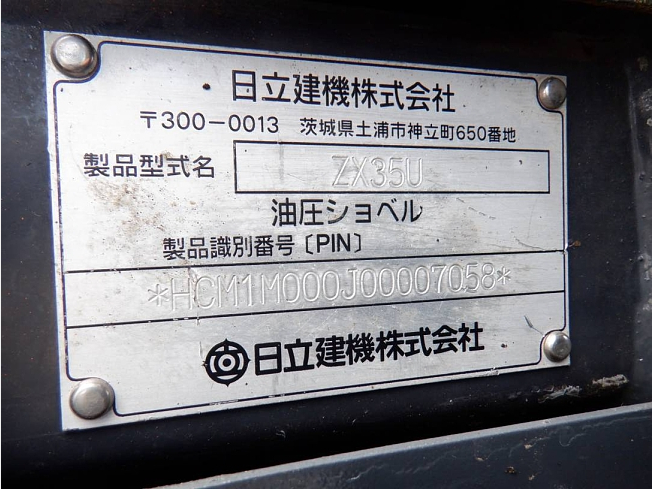 日立建機株式会社
〒300-0013 茨城県土浦市神立町650番地
製品型式名 ZX35U
油圧ショベル
製品識別番号〔PIN〕
*HCM1M000J00007058*
日立建機株式会社